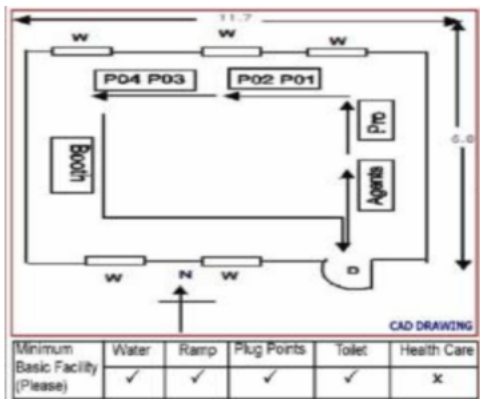 11.7
W W W
P04 P03 P02 P01
Pro
6.0
Booth
Agents
D
W N W
CAD DRAWING
Minimum Basic Facility (Please) Water Ramp Plug Points Toilet Health Care
✓ ✓ ✓ ✓ x